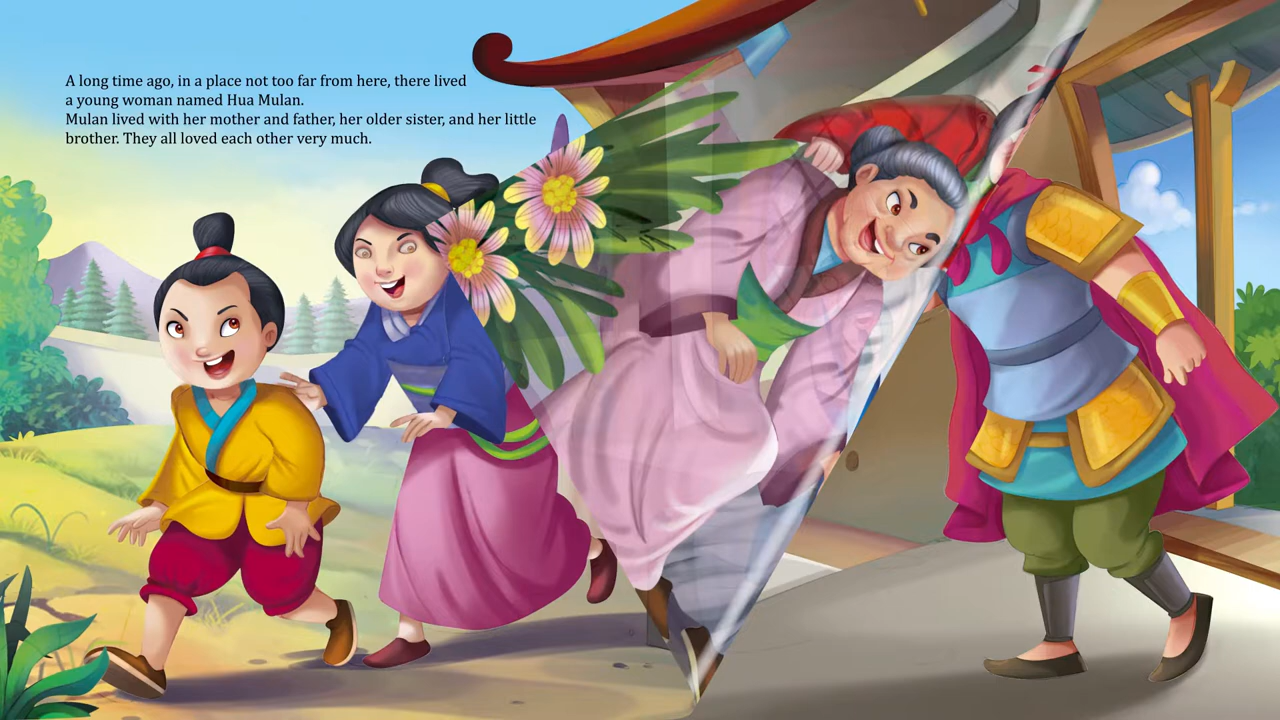 A long time ago, in a place not too far from here, there lived
a young woman named Hua Mulan.
Mulan lived with her mother and father, her older sister, and her little
brother. They all loved each other very much.